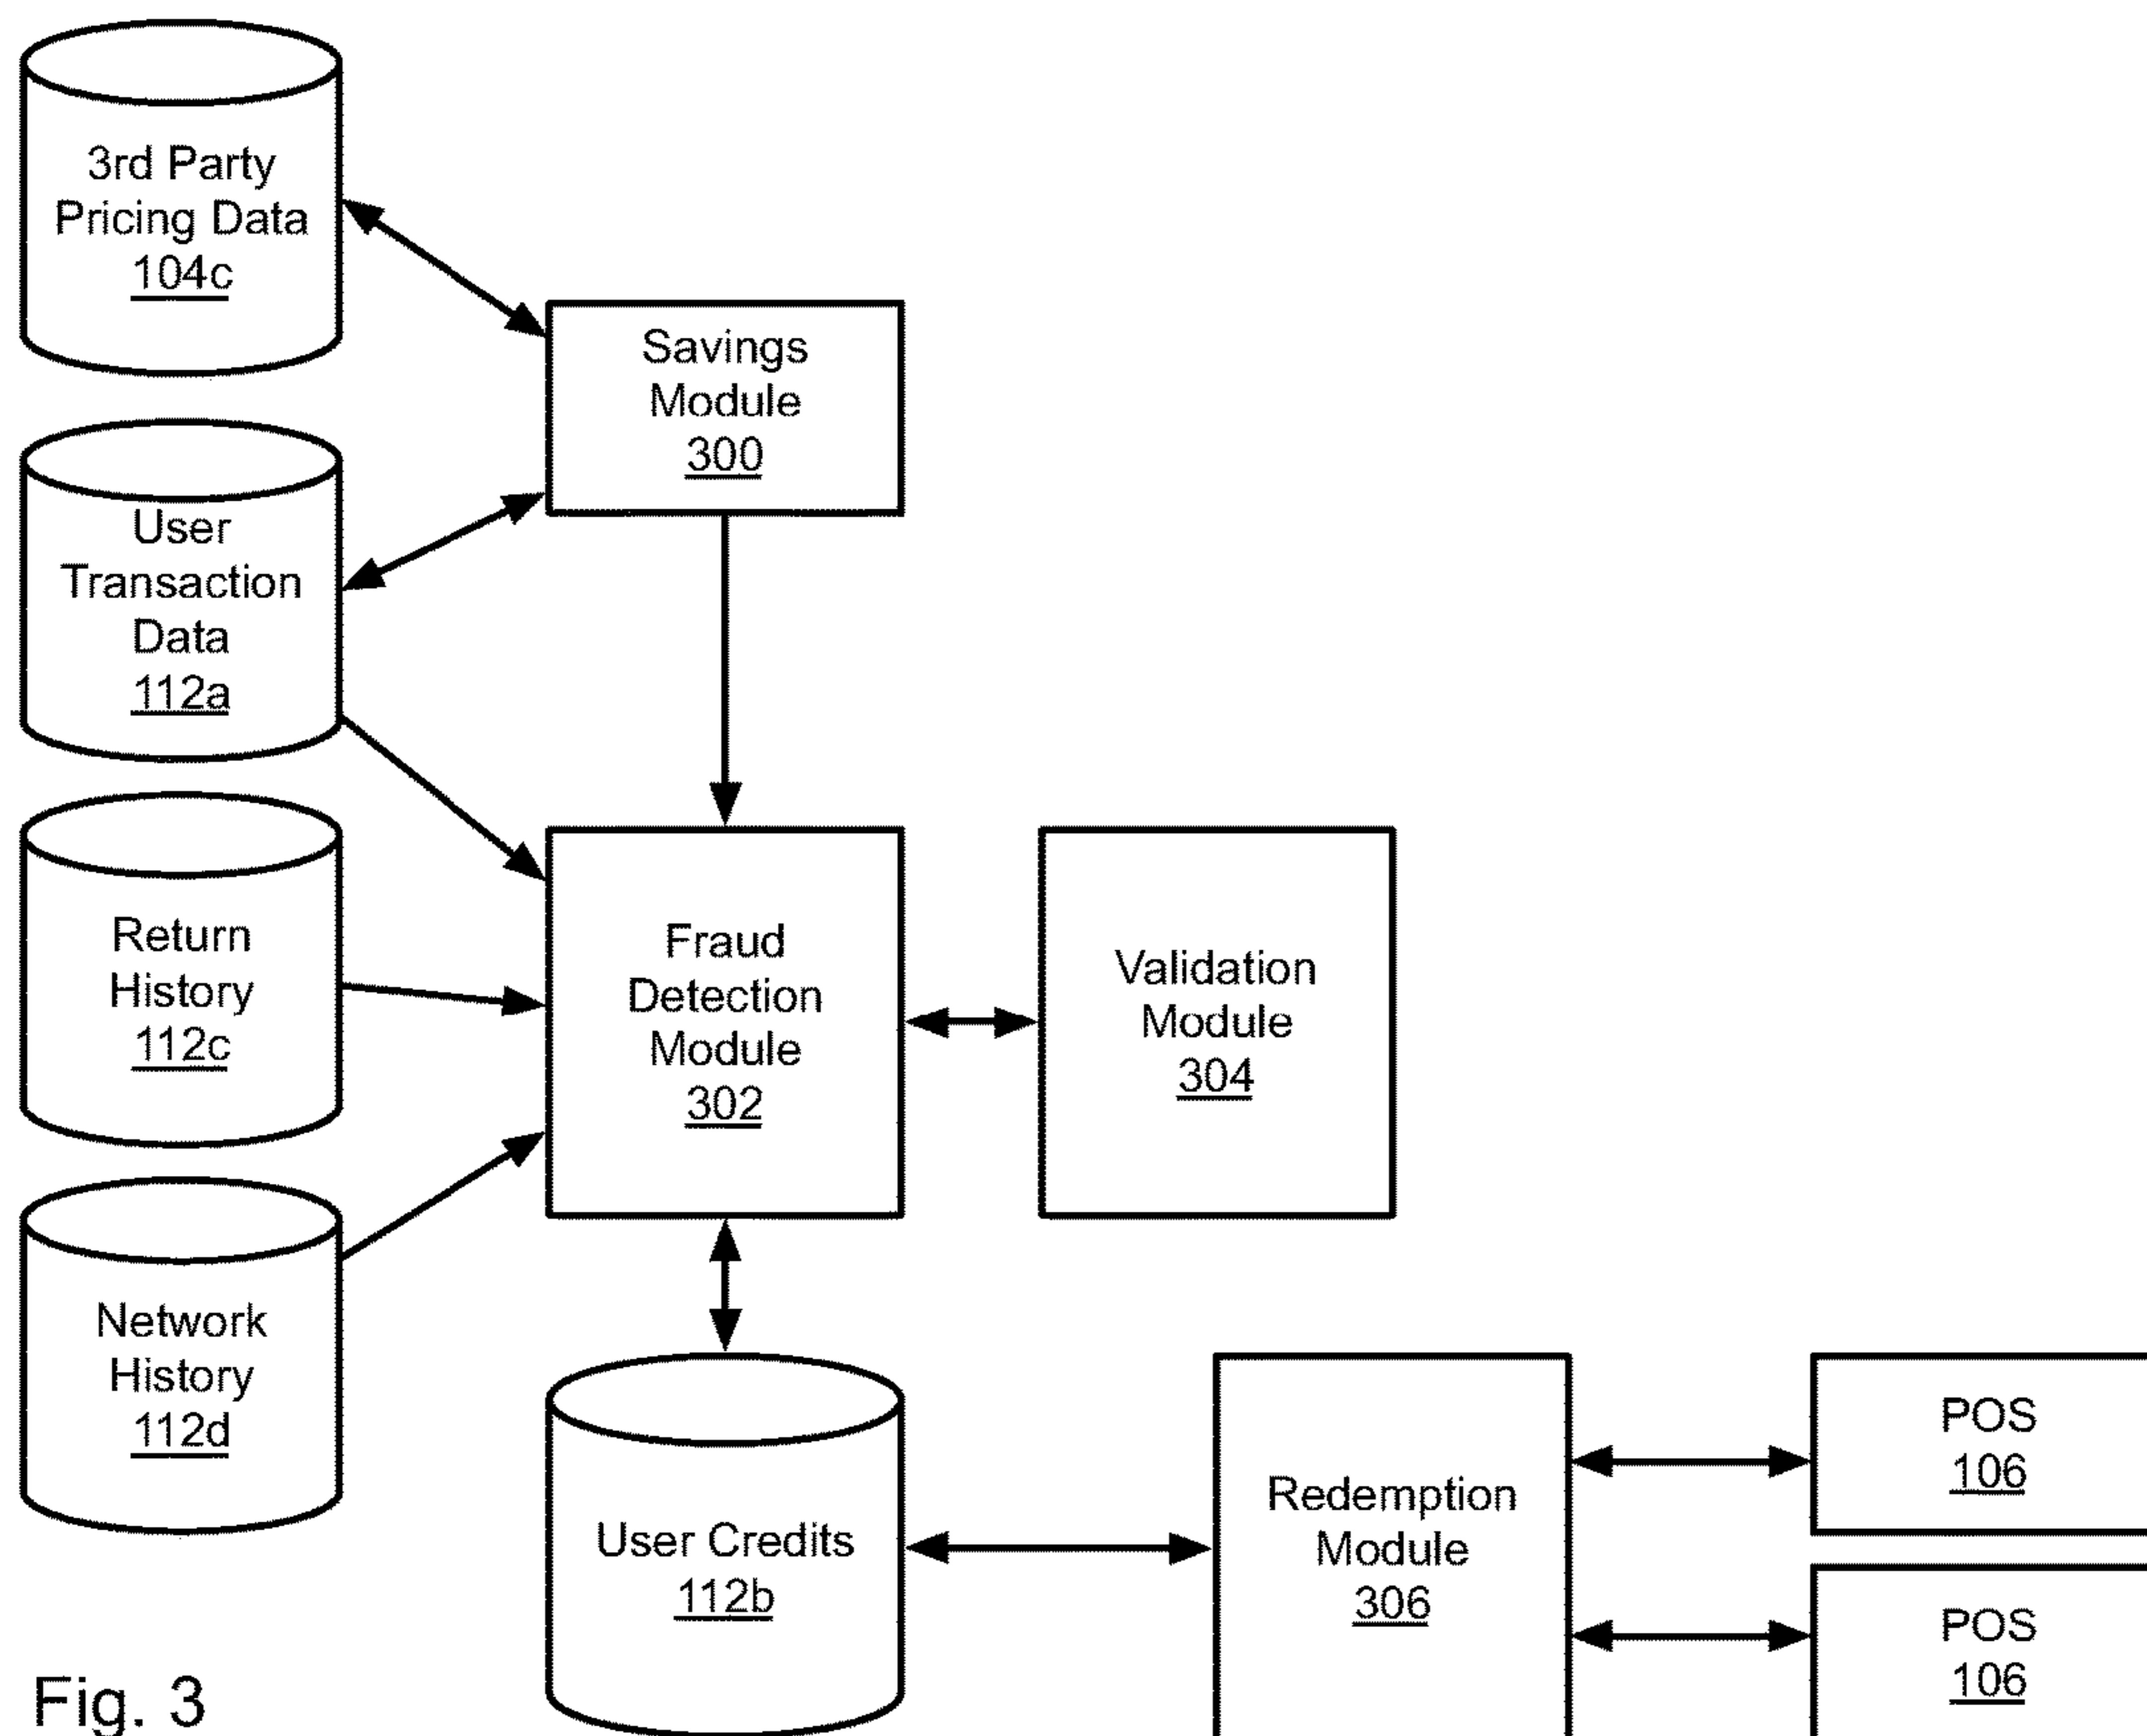 3rd Party
Pricing Data
104c
Savings
Module
300
User
Transaction
Data
112a
Return
History
112c
Fraud
Detection
Module
302
Validation
Module
304
Network
History
112d
User Credits
112b
Redemption
Module
306
POS
106
POS
106
Fig. 3